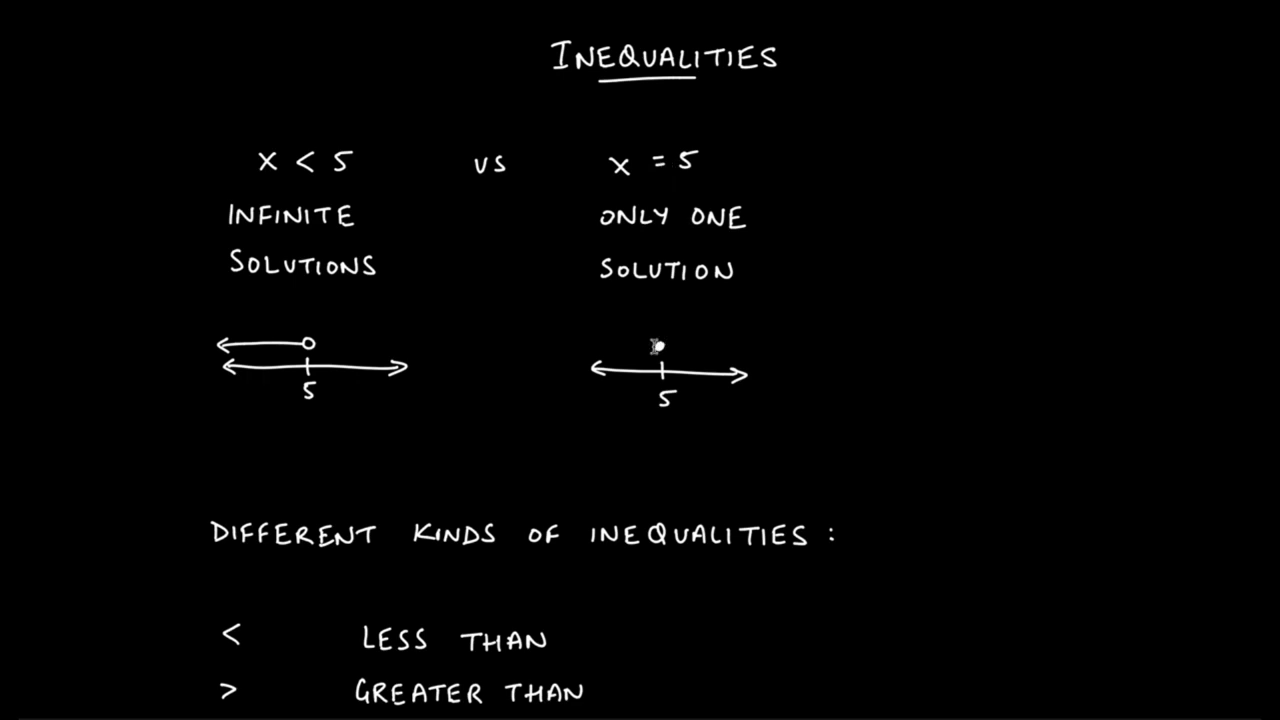 INEQUALITIES
x < 5 vs x = 5
INFINITE ONLY ONE
SOLUTIONS SOLUTION
5 5
DIFFERENT KINDS OF INEQUALITIES :
< LESS THAN
> GREATER THAN